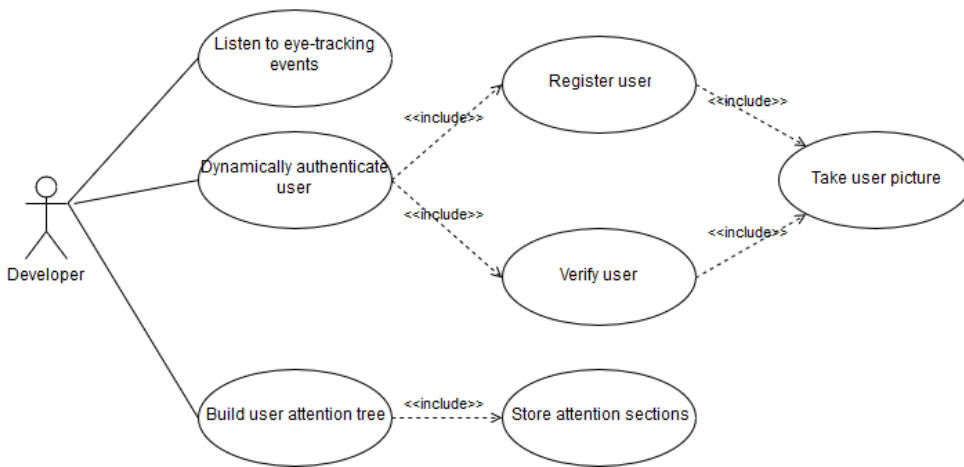 Listen to eye-tracking
events
Register user
<<include>>
<<include>>
Dynamically authenticate
user
Take user picture
<<include>>
<<include>>
Developer
Verify user
Build user attention tree
<<include>>
Store attention sections